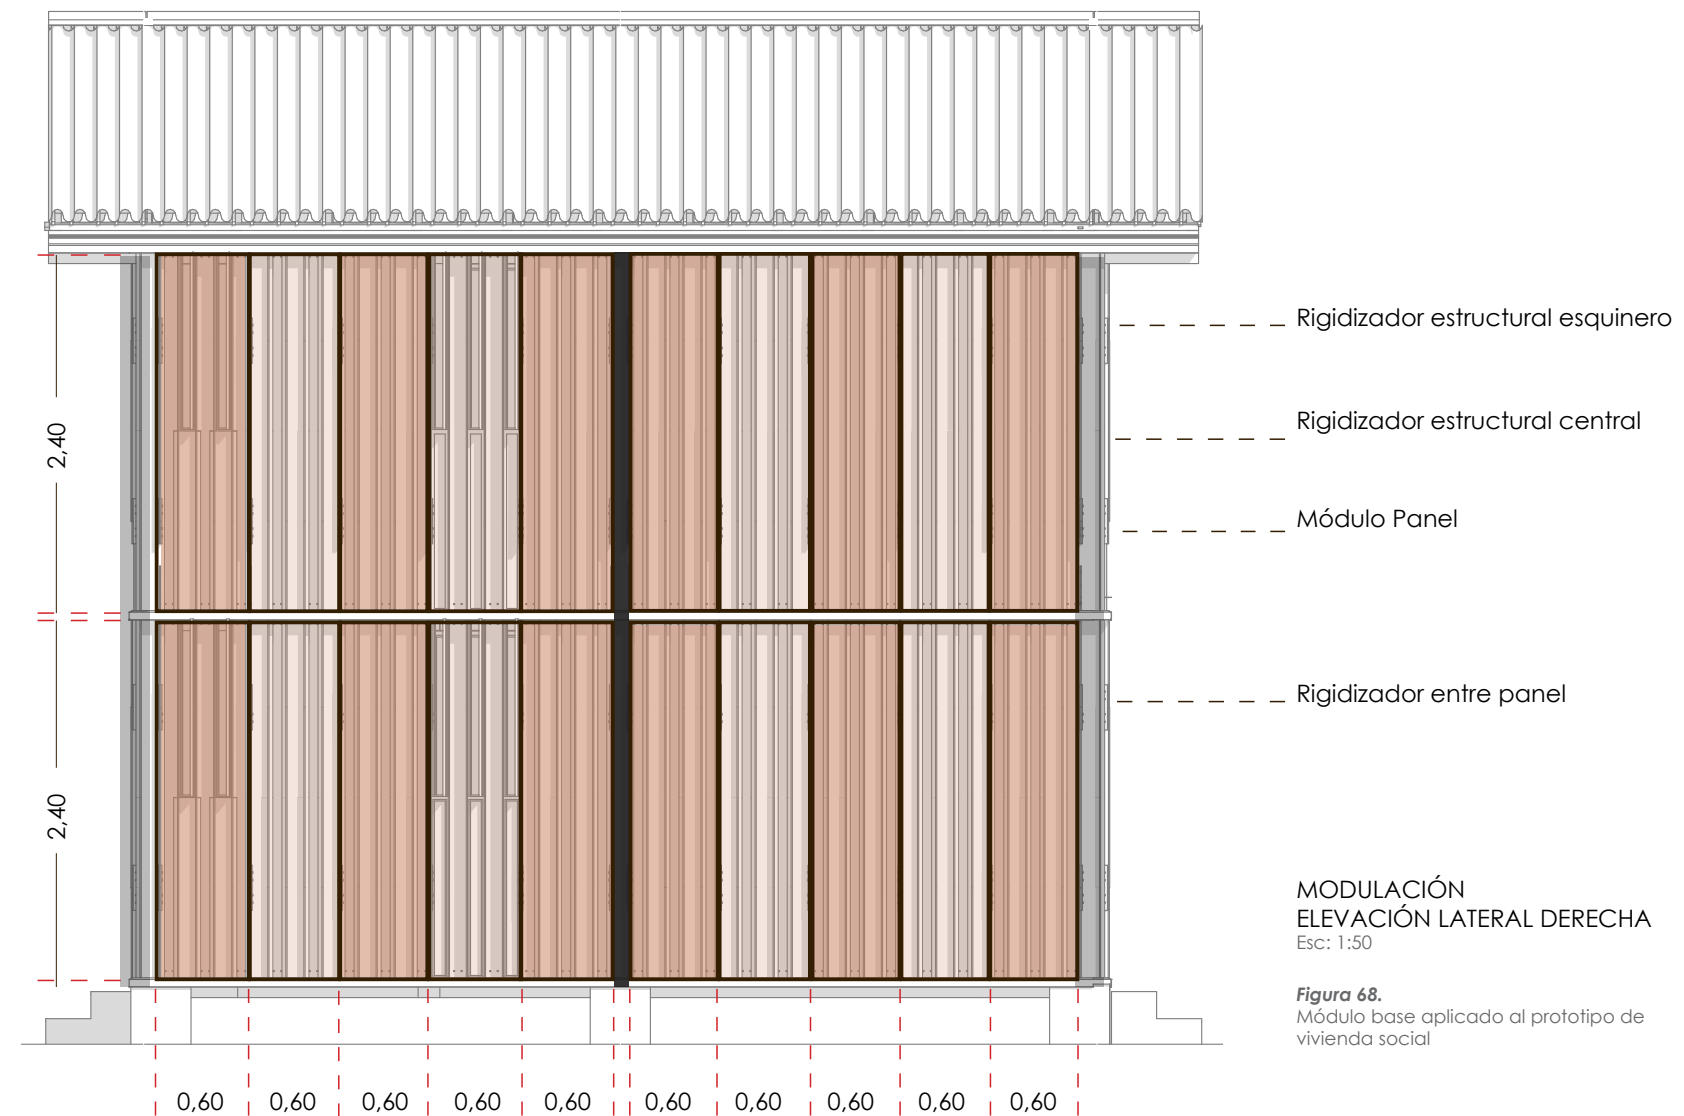 Rigidizador estructural esquinero
Rigidizador estructural central
2,40
Módulo Panel
Rigidizador entre panel
2,40
MODULACIÓN
ELEVACIÓN LATERAL DERECHA
Esc: 1:50
Figura 68.
Módulo base aplicado al prototipo de
vivienda social
0,60 0,60 0,60 0,60 0,60 0,60 0,60 0,60 0,60 0,60